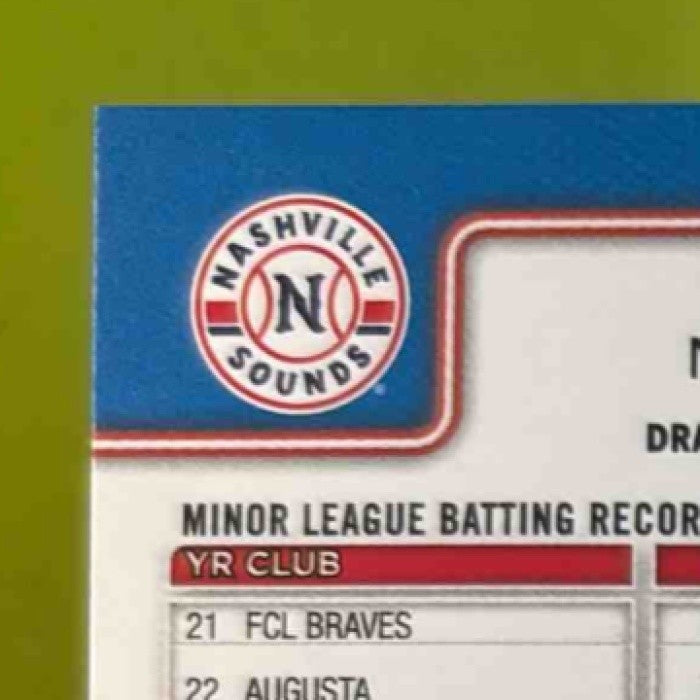 NASHVILLE
N
SOUNDS
DRA
MINOR LEAGUE BATTING RECOR
YR CLUB
21 FCL BRAVES
22 AUGUSTA